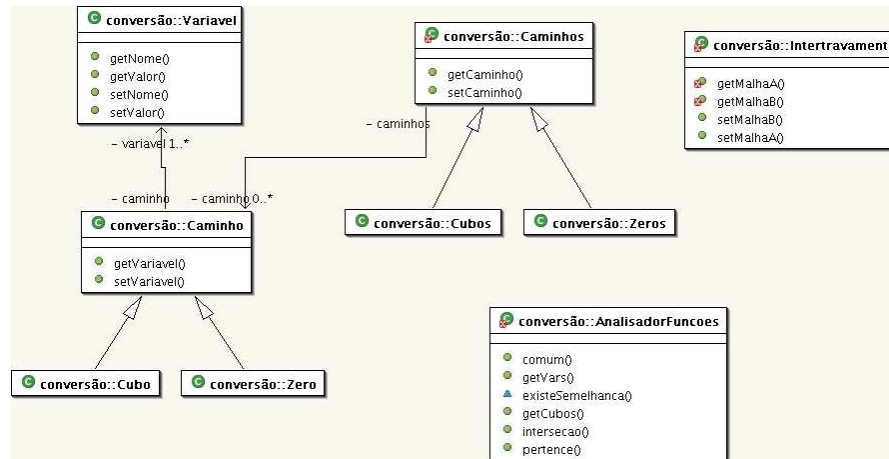 conversão::Variavel
getNome()
getValor()
setNome()
setValor()
conversão::Caminhos
getCaminho()
setCaminho()
conversão::Intertravament
getMalhaA()
getMalhaB()
setMalhaB()
setMalhaA()
– caminhos
– variavel 1..*
– caminho
– caminho 0..*
conversão::Caminho
getVariavel()
setVariavel()
conversão::Cubos
conversão::Zeros
conversão::Cubo
conversão::Zero
conversão::AnalisadorFuncoes
comum()
getVars()
existeSemelhanca()
getCubos()
intersecao()
pertence()